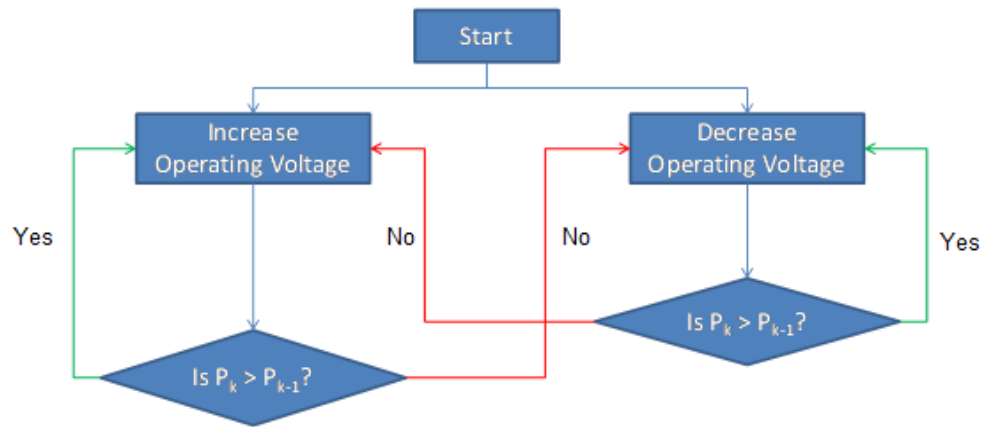 Start
Increase
Operating Voltage
Decrease
Operating Voltage
Yes
No
No
Yes
Is Pₖ > Pₖ₋₁?
Is Pₖ > Pₖ₋₁?